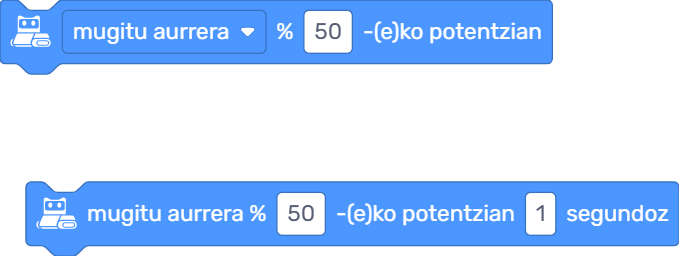 mugitu aurrera % 50 -(e)ko potentzian
mugitu aurrera % 50 -(e)ko potentzian 1 segundoz